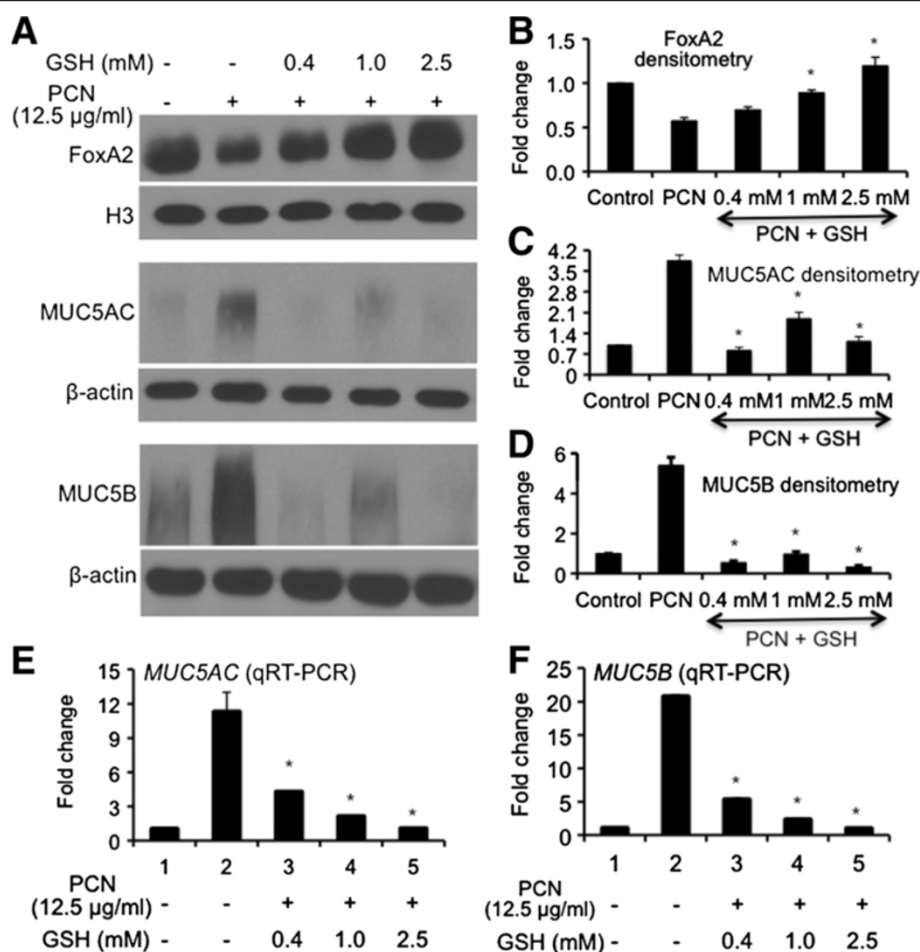 A
GSH (mM) - - 0.4 1.0 2.5
PCN
(12.5 µg/ml) - + + + +
FoxA2
H3
MUC5AC
β-actin
MUC5B
β-actin
B
FoxA2
densitometry
Fold change
1.5
1.0
0.5
0.0
* *
Control PCN 0.4 mM 1 mM 2.5 mM
PCN + GSH
C
MUC5AC densitometry
Fold change
4.2
3.5
2.8
2.1
1.4
0.7
0
* * *
Control PCN 0.4 mM1 mM2.5 mM
PCN + GSH
D
MUC5B densitometry
Fold change
6
4
2
0
* * *
Control PCN 0.4 mM 1 mM2.5 mM
PCN + GSH
E
MUC5AC (qRT-PCR)
Fold change
15
12
9
6
3
0
* * *
1 2 3 4 5
PCN
(12.5 µg/ml) - - + + +
GSH (mM) - - 0.4 1.0 2.5
F
MUC5B (qRT-PCR)
Fold change
25
20
15
10
5
0
* * *
1 2 3 4 5
PCN
(12.5 µg/ml) - - + + +
GSH (mM) - - 0.4 1.0 2.5